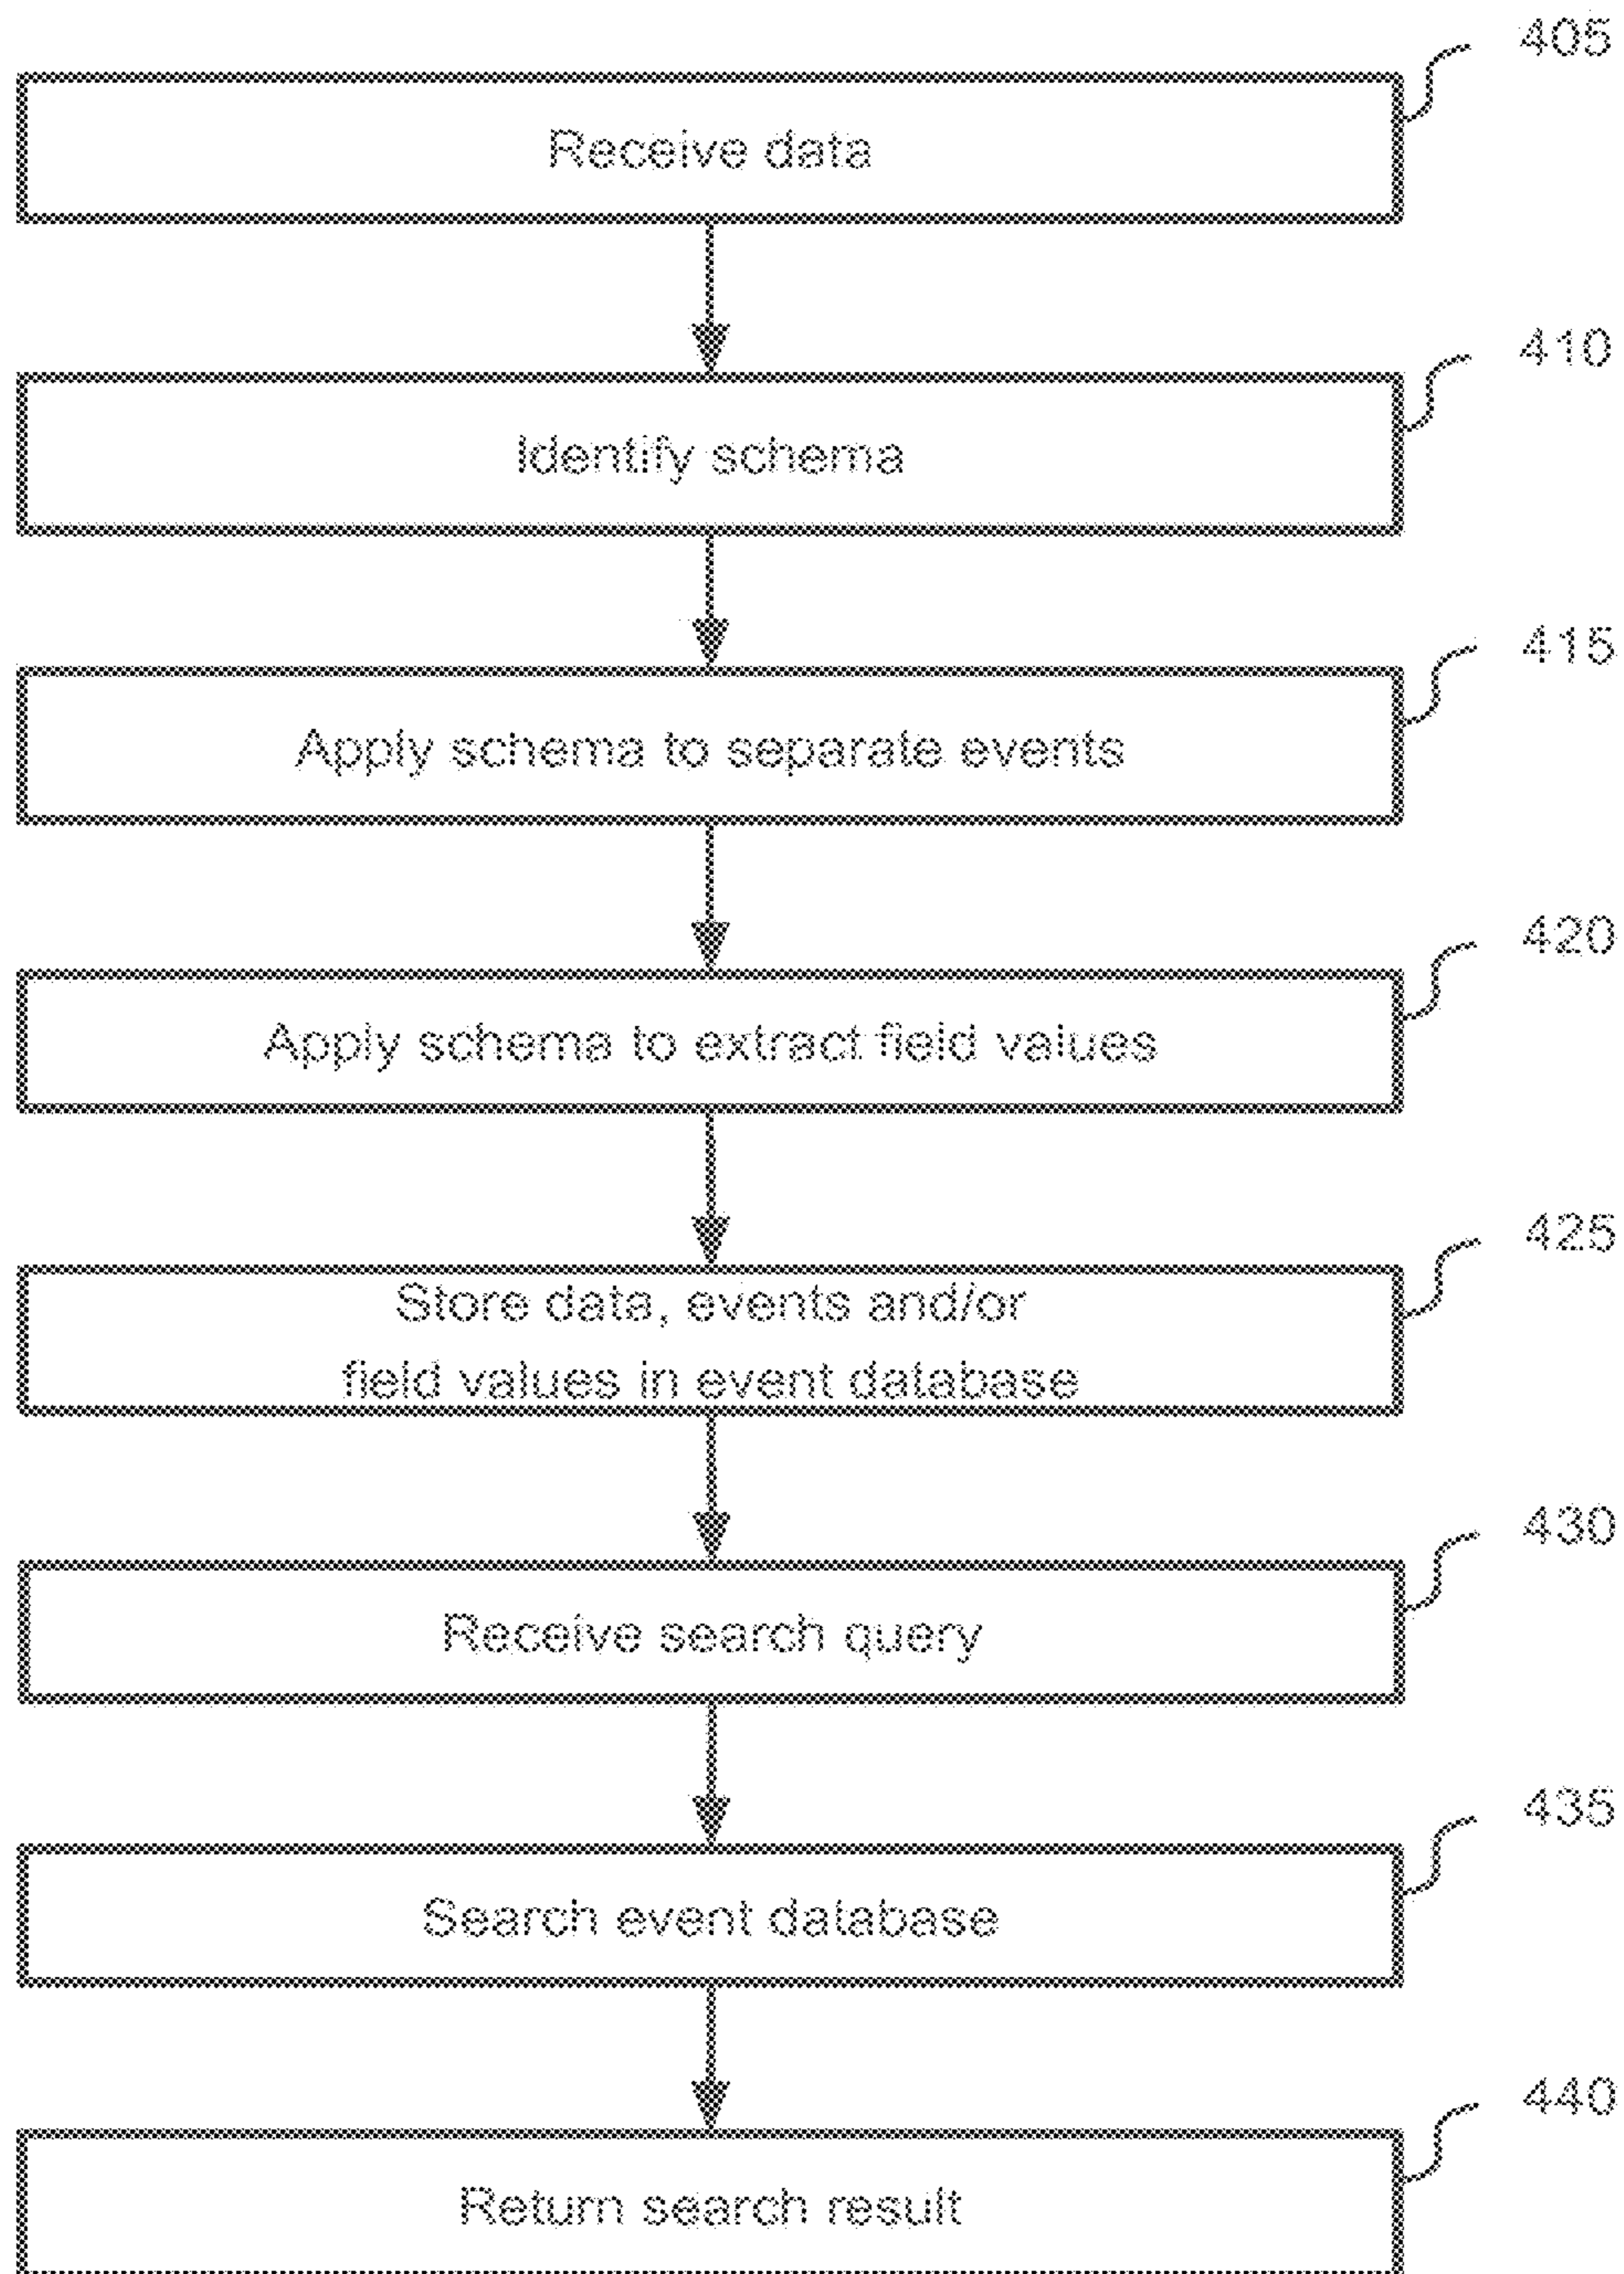 405
Receive data
410
Identify schema
415
Apply schema to separate events
420
Apply schema to extract field values
425
Store data, events and/or
field values in event database
430
Receive search query
435
Search event database
440
Return search result